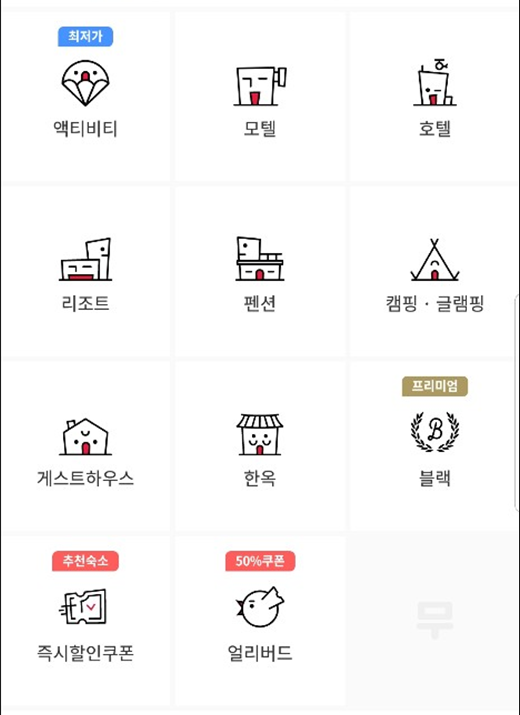 최저가
액티비티
모텔
호텔
리조트
펜션
캠핑 · 글램핑
게스트하우스
한옥
프리미엄
B
블랙
추천숙소
즉시할인쿠폰
50%쿠폰
얼리버드
무